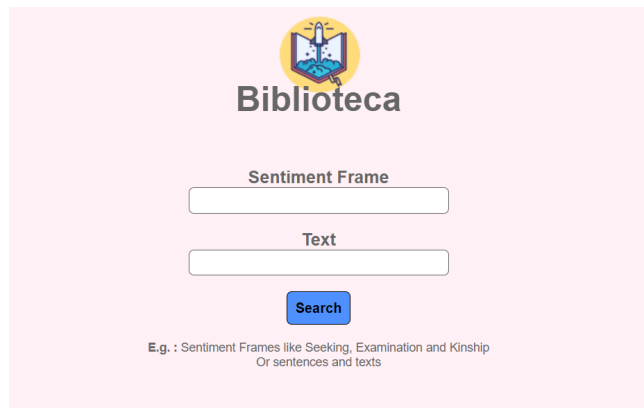 Biblioteca
Sentiment Frame
Text
Search
E.g. : Sentiment Frames like Seeking, Examination and Kinship
Or sentences and texts